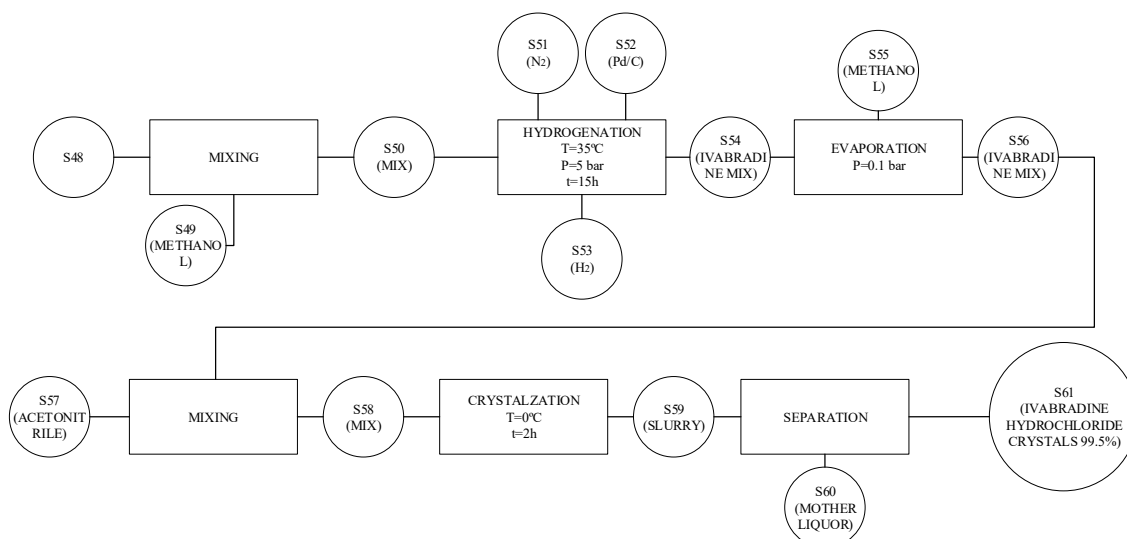 S51
(N2)
S52
(Pd/C)
S55
(METHANO
L)
S48
MIXING
S50
(MIX)
HYDROGENATION
T=35ºC
P=5 bar
t=15h
S54
(IVABRADI
NE MIX)
EVAPORATION
P=0.1 bar
S56
(IVABRADI
NE MIX)
S49
(METHANO
L)
S53
(H2)
S57
(ACETONIT
RILE)
MIXING
S58
(MIX)
CRYSTALZATION
T=0ºC
t=2h
S59
(SLURRY)
SEPARATION
S61
(IVABRADINE
HYDROCHLORIDE
CRYSTALS 99.5%)
S60
(MOTHER
LIQUOR)